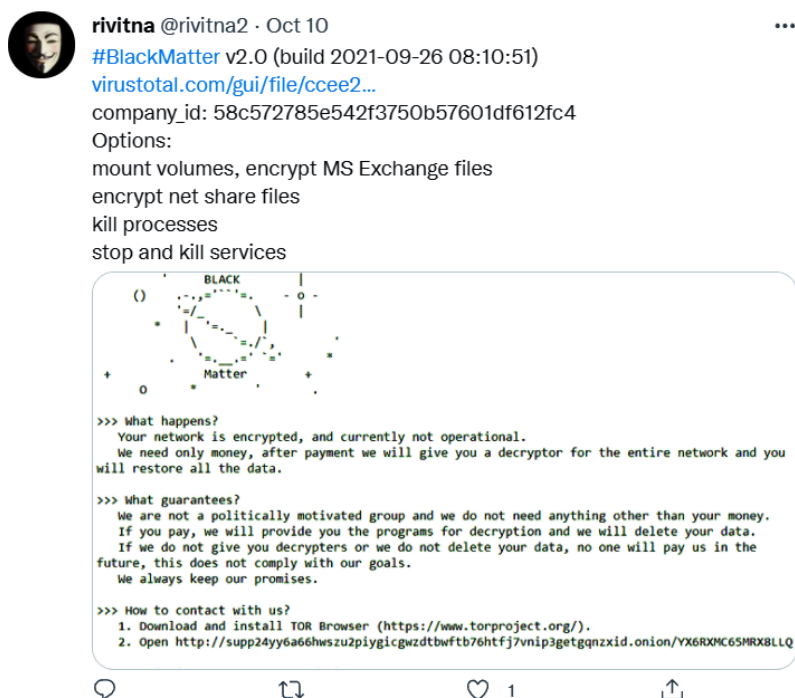 rivitna @rivitna2 · Oct 10
#BlackMatter v2.0 (build 2021-09-26 08:10:51)
virustotal.com/gui/file/ccee2...
company_id: 58c572785e542f3750b57601df612fc4
Options:
mount volumes, encrypt MS Exchange files
encrypt net share files
kill processes
stop and kill services
BLACK
Matter
>>> What happens?
Your network is encrypted, and currently not operational.
We need only money, after payment we will give you a decryptor for the entire network and you
will restore all the data.
>>> What guarantees?
We are not a politically motivated group and we do not need anything other than your money.
If you pay, we will provide you the programs for decryption and we will delete your data.
If we do not give you decrypters or we do not delete your data, no one will pay us in the
future, this does not comply with our goals.
We always keep our promises.
>>> How to contact with us?
1. Download and install TOR Browser (https://www.torproject.org/).
2. Open http://supp24yy6a66hwszu2piygicgwzdtbwftb76htfj7vnip3getgqnzxid.onion/YX6RXMC65MRX8LLQ
1